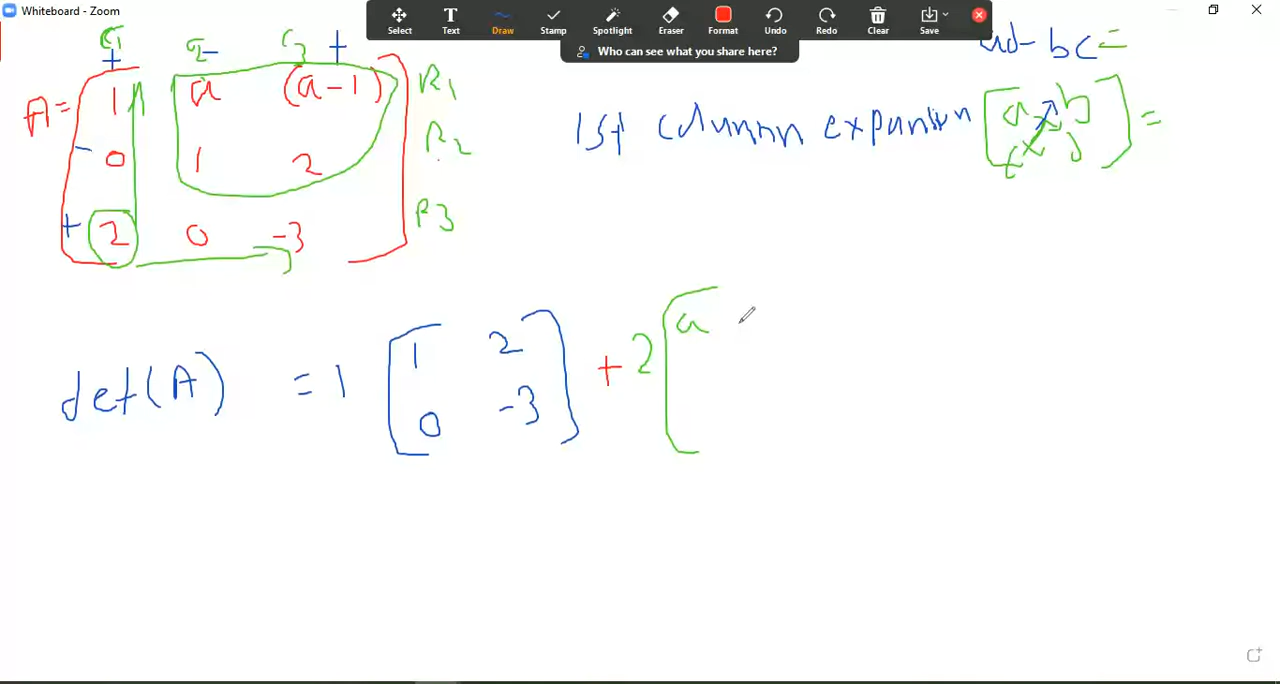 Whiteboard - Zoom
Select Text Draw Stamp Spotlight Eraser Format Undo Redo Clear Save
Who can see what you share here?
C1 C2 C3
+ - +
A = 1 a (a-1) R1
- 0 1 2 R2
+ 2 0 -3 R3
ad - bc =
1st column expansion [a b
c d] =
det(A) = 1 [1 2
0 -3] + 2 [a